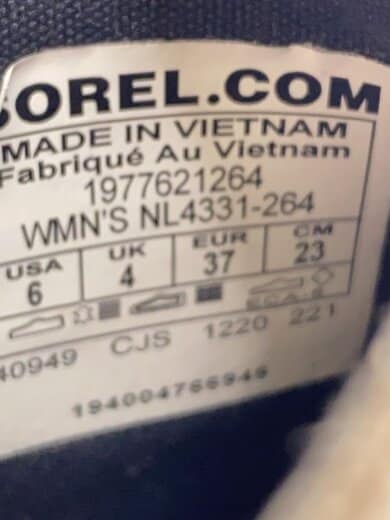 SOREL.COM
MADE IN VIETNAM
Fabriqué Au Vietnam
1977621264
WMN'S NL4331-264
USA UK EUR CM
6 4 37 23
40949 CJS 1220 221
194004766946